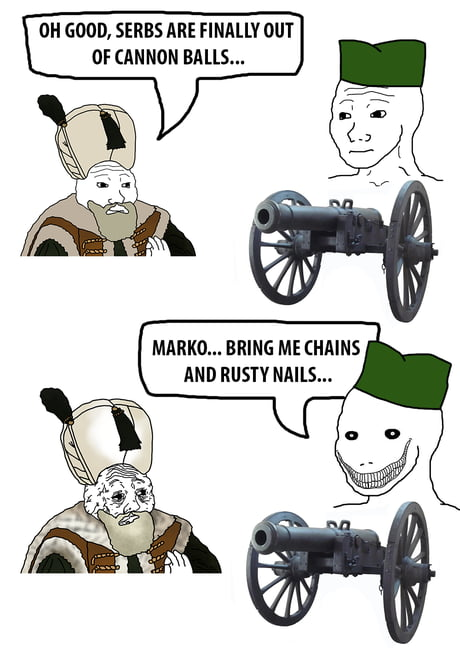 OH GOOD, SERBS ARE FINALLY OUT
OF CANNON BALLS...
MARKO... BRING ME CHAINS
AND RUSTY NAILS...